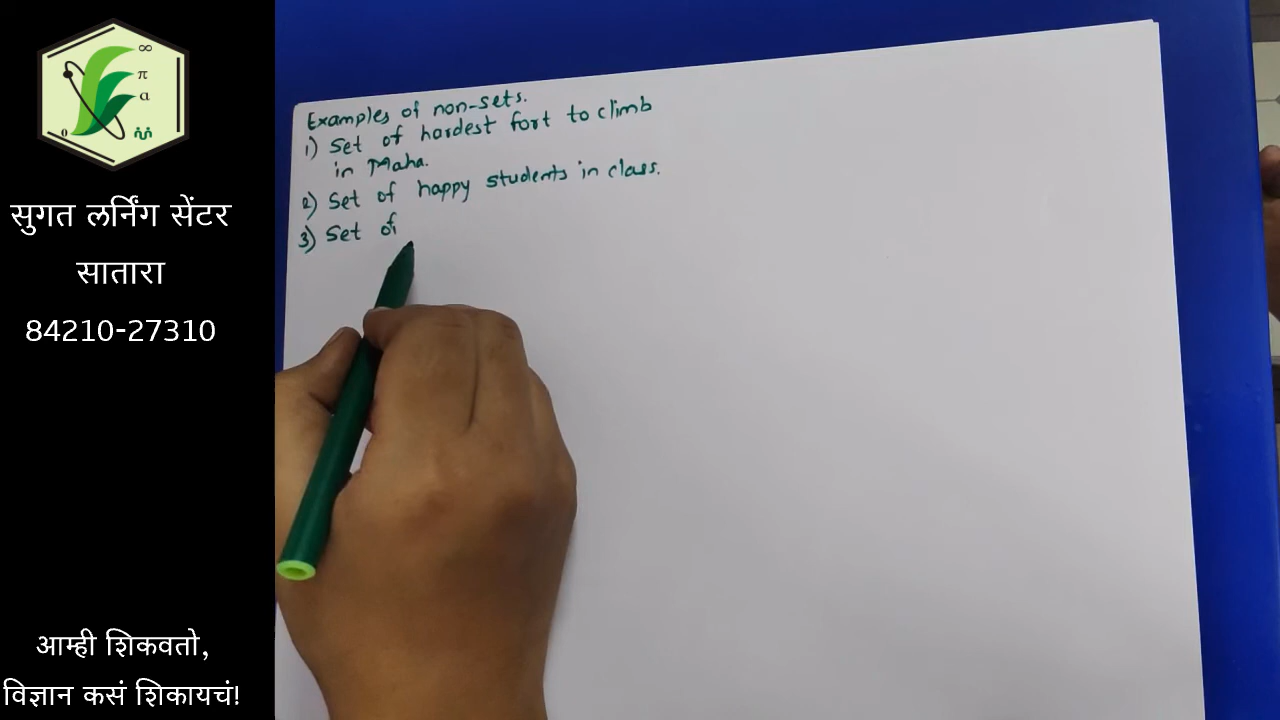 ∞
π
a
सुगत लर्निंग सेंटर
सातारा
84210-27310
आम्ही शिकवतो,
विज्ञान कसं शिकायचं!
Examples of non-sets.
1) Set of hardest fort to climb
in Maha.
2) Set of happy students in class.
3) Set of